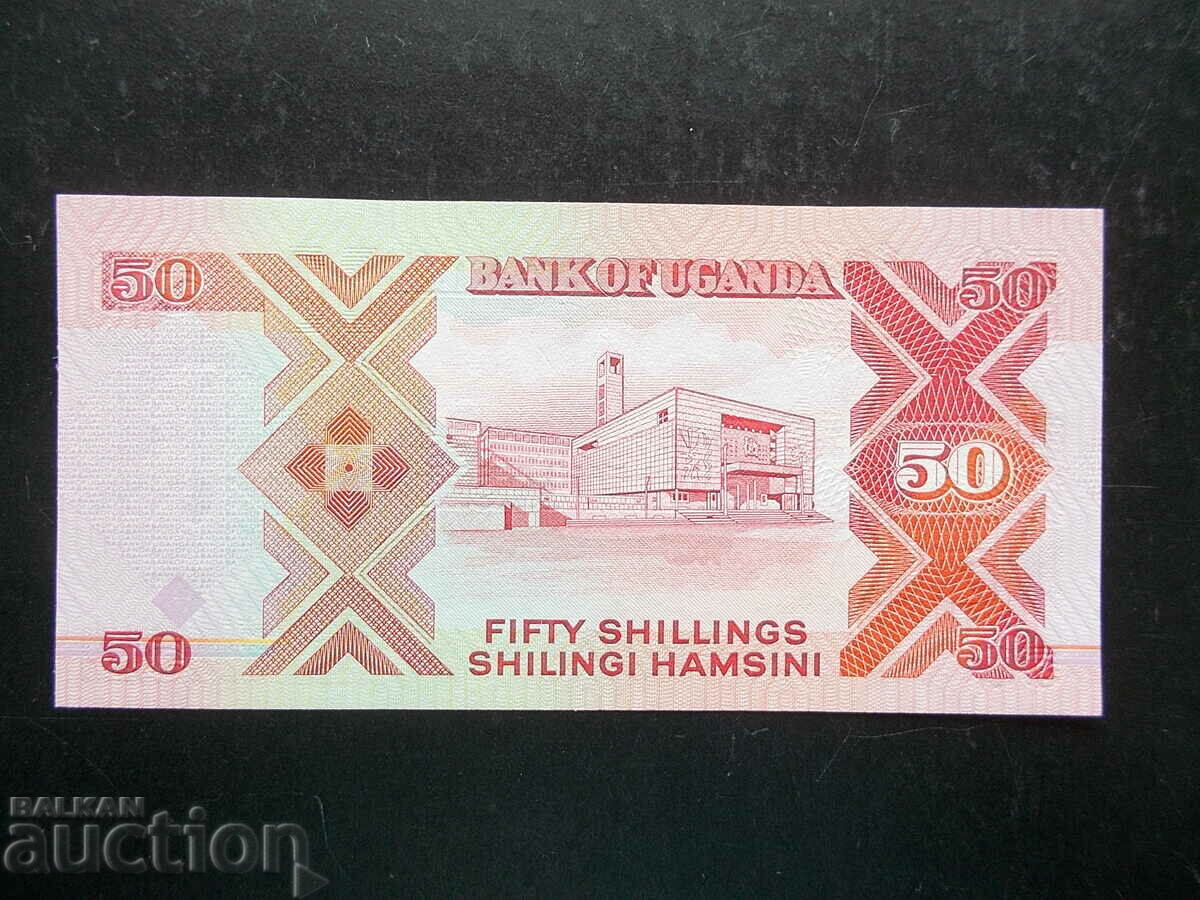 50
BANK OF UGANDA
50
50
50
FIFTY SHILLINGS
SHILINGI HAMSINI
50
BALKAN
auction